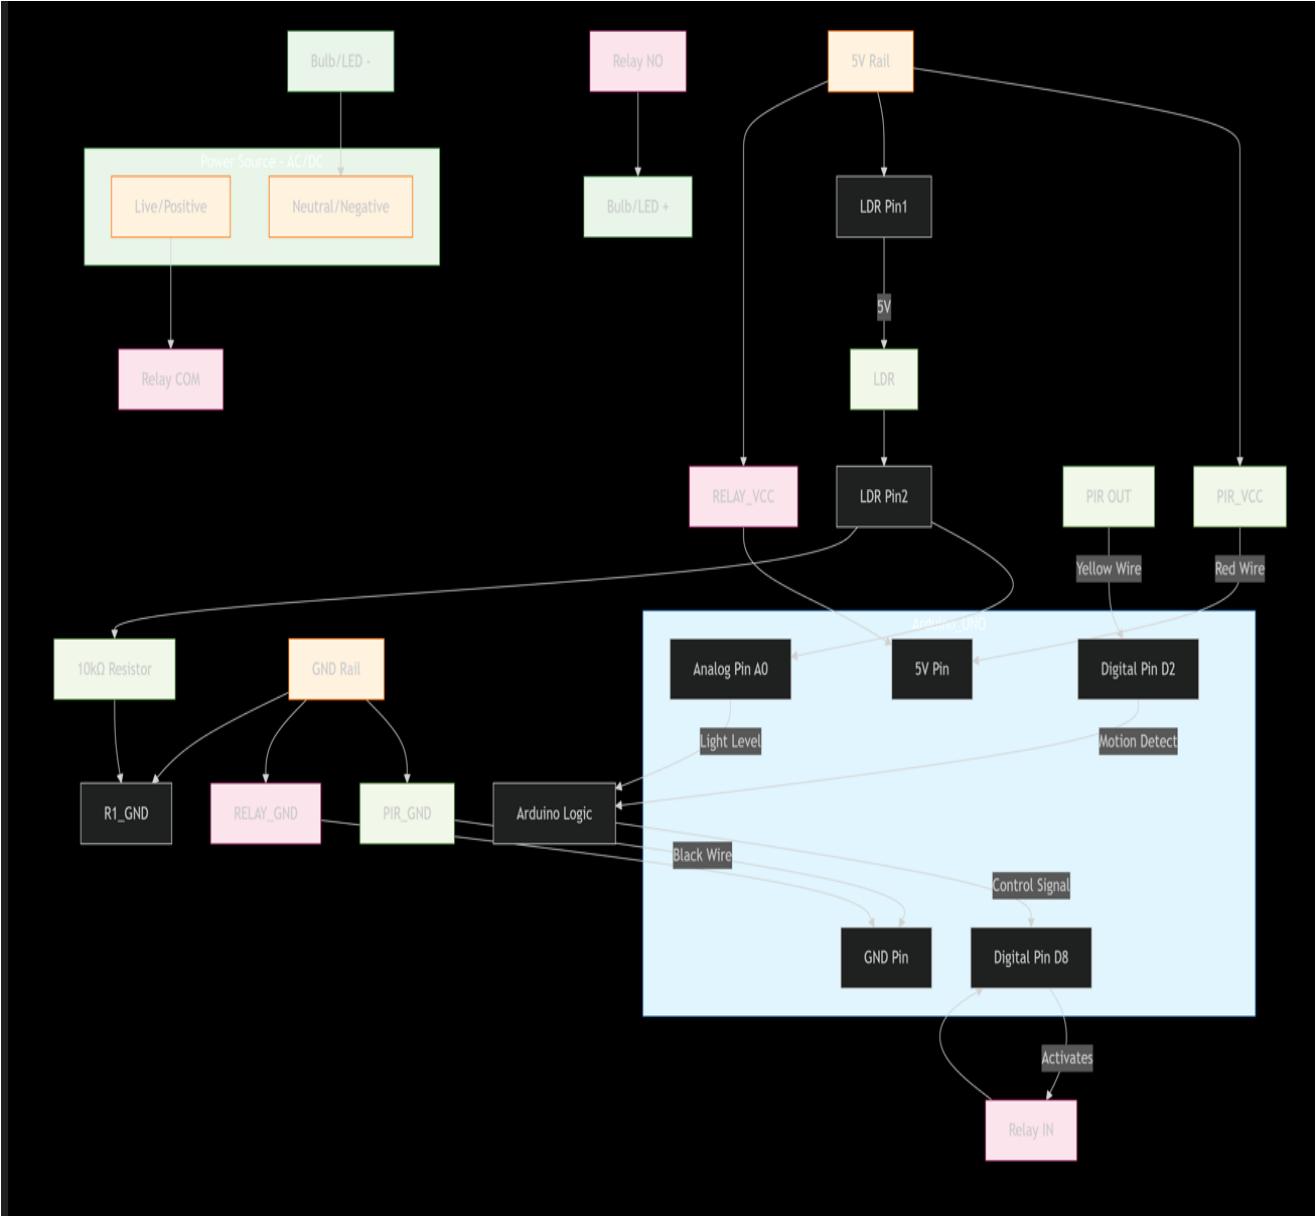 Bulb/LED -
Relay NO
5V Rail
Power Source - AC/DC
Live/Positive
Neutral/Negative
Bulb/LED +
LDR Pin1
5V
Relay COM
LDR
RELAY_VCC
LDR Pin2
PIR OUT
PIR_VCC
Yellow Wire
Red Wire
Arduino_UNO
10kΩ Resistor
GND Rail
Analog Pin A0
5V Pin
Digital Pin D2
Light Level
Motion Detect
R1_GND
RELAY_GND
PIR_GND
Arduino Logic
Black Wire
Control Signal
GND Pin
Digital Pin D8
Activates
Relay IN